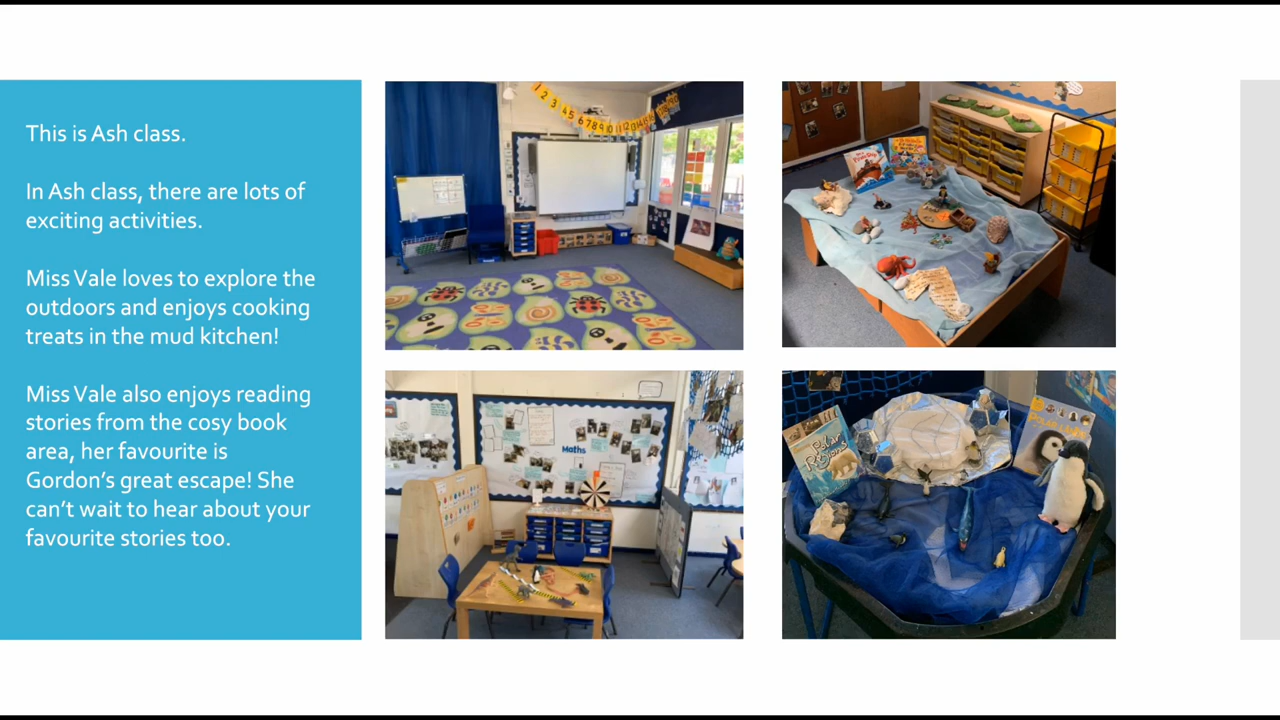 This is Ash class.
In Ash class, there are lots of
exciting activities.
Miss Vale loves to explore the
outdoors and enjoys cooking
treats in the mud kitchen!
Miss Vale also enjoys reading
stories from the cosy book
area, her favourite is
Gordon's great escape! She
can't wait to hear about your
favourite stories too.
Maths
Polar
Regions